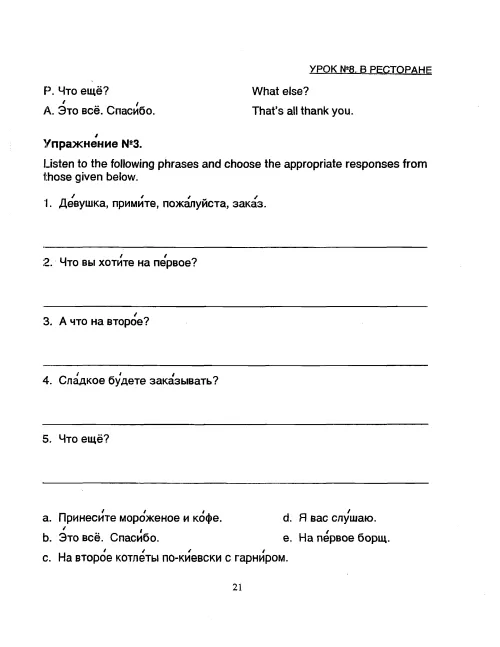 УРОК №8. В РЕСТОРАНЕ
Р. Что ещё? What else?
А. Э́то всё. Спаси́бо. That's all thank you.
Упражне́ние №3.
Listen to the following phrases and choose the appropriate responses from
those given below.
1. Де́вушка, прими́те, пожа́луйста, зака́з.
2. Что вы хоти́те на пе́рвое?
3. А что на второ́е?
4. Сла́дкое бу́дете зака́зывать?
5. Что ещё?
a. Принеси́те моро́женое и ко́фе. d. Я вас слу́шаю.
b. Э́то всё. Спаси́бо. e. На пе́рвое борщ.
c. На второ́е котле́ты по-ки́евски с гарни́ром.
21